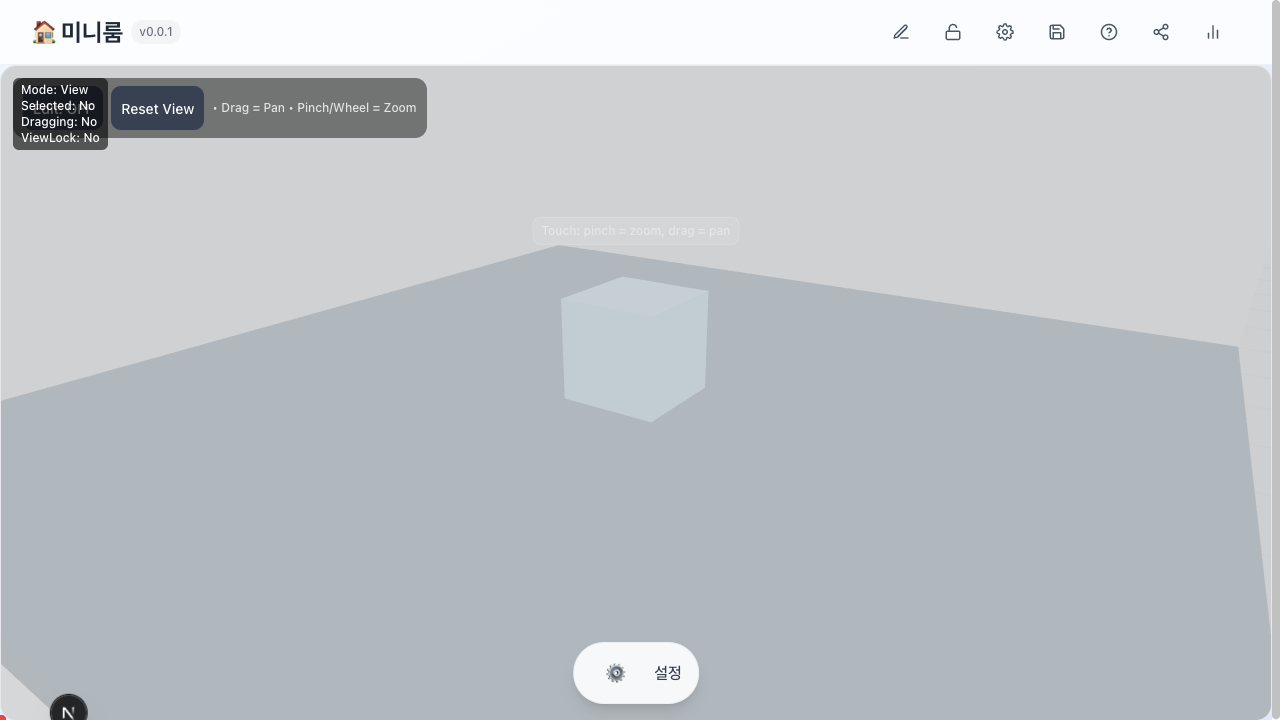 🏠 미니룸 v0.0.1
Mode: View
Selected: No
Dragging: No
ViewLock: No
Reset View
• Drag = Pan • Pinch/Wheel = Zoom
Touch: pinch = zoom, drag = pan
설정
N